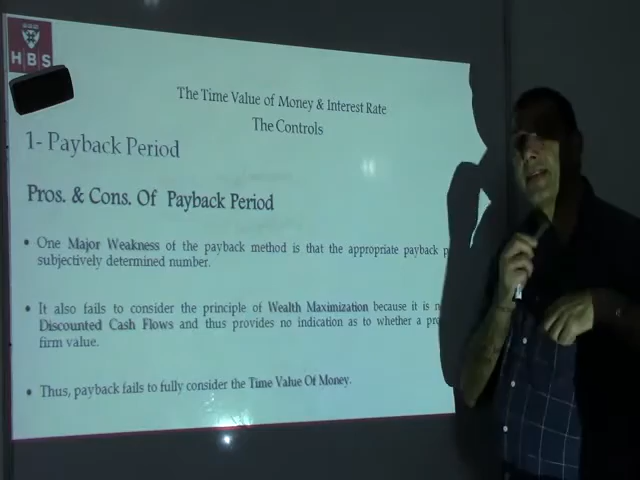 HBS
The Time Value of Money & Interest Rate
The Controls
1- Payback Period
Pros. & Cons. Of Payback Period
• One Major Weakness of the payback method is that the appropriate payback p
subjectively determined number.
• It also fails to consider the principle of Wealth Maximization because it is n
Discounted Cash Flows and thus provides no indication as to whether a pro
firm value.
• Thus, payback fails to fully consider the Time Value Of Money.